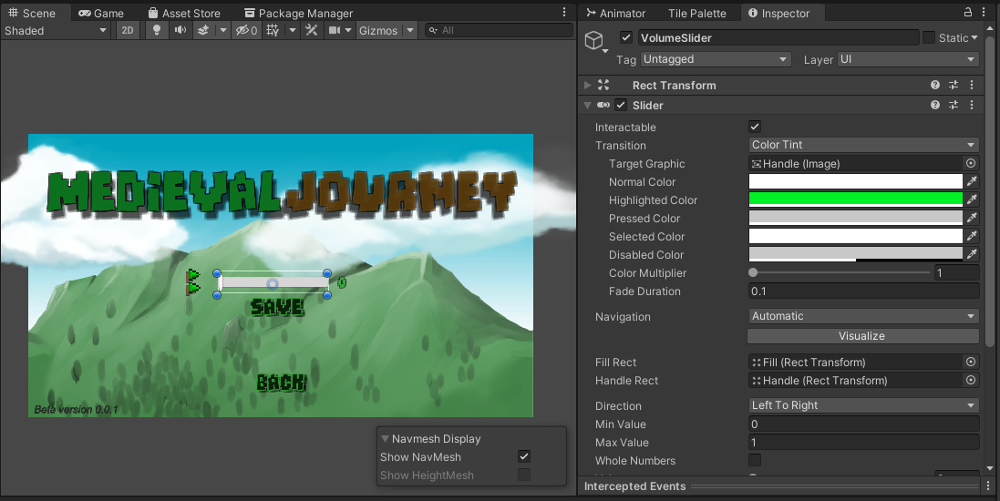 Scene Game Asset Store Package Manager
Shaded 2D 0 Gizmos All
MEDIEVAL JOURNEY
SAVE
BACK
Beta version 0.0.1
Navmesh Display
Show NavMesh
Show HeightMesh
Animator Tile Palette Inspector
VolumeSlider Static
Tag Untagged Layer UI
Rect Transform
Slider
Interactable
Transition Color Tint
Target Graphic Handle (Image)
Normal Color
Highlighted Color
Pressed Color
Selected Color
Disabled Color
Color Multiplier 1
Fade Duration 0.1
Navigation Automatic
Visualize
Fill Rect Fill (Rect Transform)
Handle Rect Handle (Rect Transform)
Direction Left To Right
Min Value 0
Max Value 1
Whole Numbers
Intercepted Events